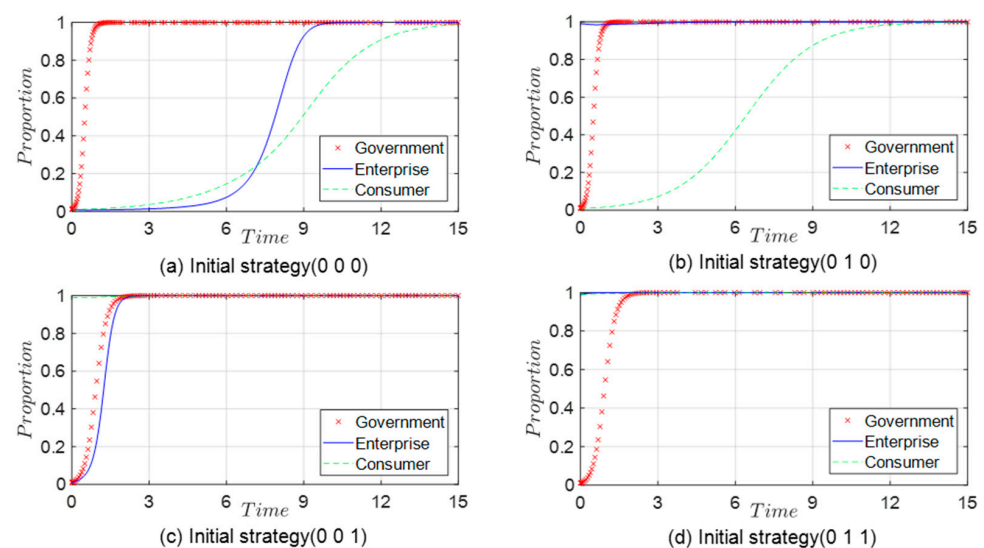 1
0.8
0.6
0.4
0.2
0
Proportion
Government
Enterprise
Consumer
0 3 6 9 12 15
Time
(a) Initial strategy(0 0 0)
1
0.8
0.6
0.4
0.2
0
Proportion
Government
Enterprise
Consumer
0 3 6 9 12 15
Time
(b) Initial strategy(0 1 0)
1
0.8
0.6
0.4
0.2
0
Proportion
Government
Enterprise
Consumer
0 3 6 9 12 15
Time
(c) Initial strategy(0 0 1)
1
0.8
0.6
0.4
0.2
0
Proportion
Government
Enterprise
Consumer
0 3 6 9 12 15
Time
(d) Initial strategy(0 1 1)